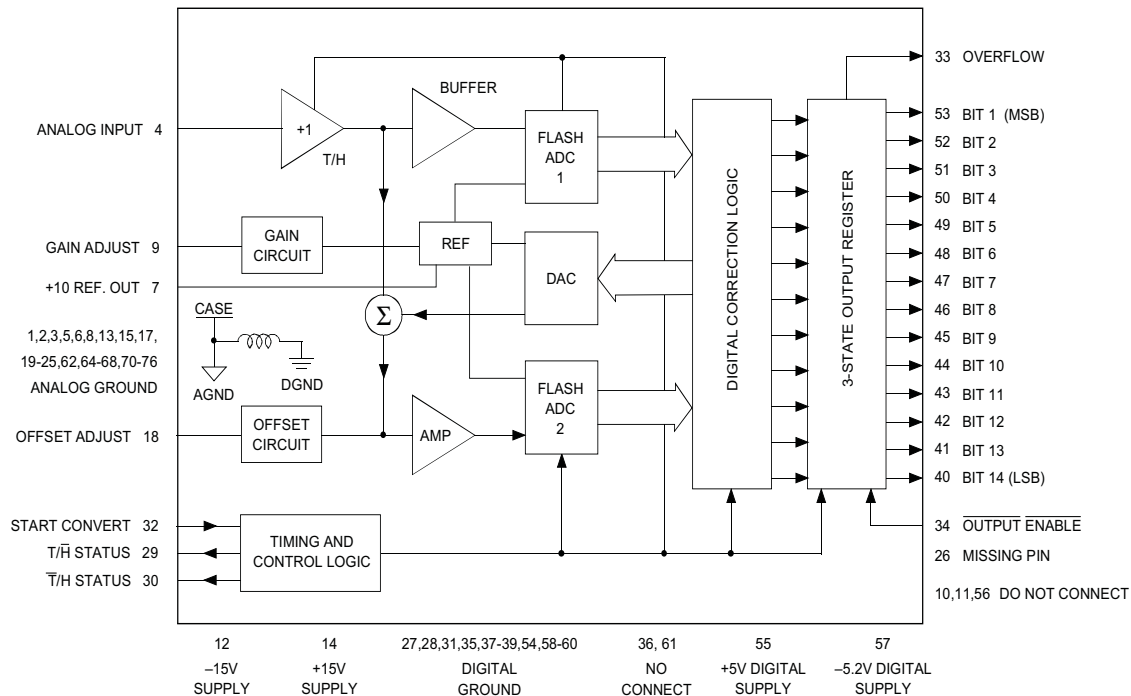 33 OVERFLOW
BUFFER
ANALOG INPUT 4
+1
T/H
FLASH
ADC
1
GAIN ADJUST 9
GAIN
CIRCUIT
REF
DAC
+10 REF. OUT 7
Σ
CASE
1,2,3,5,6,8,13,15,17,
19-25,62,64-68,70-76
ANALOG GROUND
AGND
DGND
OFFSET ADJUST 18
OFFSET
CIRCUIT
AMP
FLASH
ADC
2
START CONVERT 32
T/H̅ STATUS 29
T̅/H STATUS 30
TIMING AND
CONTROL LOGIC
DIGITAL CORRECTION LOGIC
3-STATE OUTPUT REGISTER
53 BIT 1 (MSB)
52 BIT 2
51 BIT 3
50 BIT 4
49 BIT 5
48 BIT 6
47 BIT 7
46 BIT 8
45 BIT 9
44 BIT 10
43 BIT 11
42 BIT 12
41 BIT 13
40 BIT 14 (LSB)
34 O̅U̅T̅P̅U̅T̅ E̅N̅A̅B̅L̅E̅
26 MISSING PIN
10,11,56 DO NOT CONNECT
12
–15V
SUPPLY
14
+15V
SUPPLY
27,28,31,35,37-39,54,58-60
DIGITAL
GROUND
36, 61
NO
CONNECT
55
+5V DIGITAL
SUPPLY
57
–5.2V DIGITAL
SUPPLY